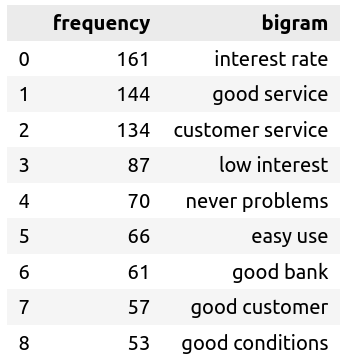 frequency bigram
0 161 interest rate
1 144 good service
2 134 customer service
3 87 low interest
4 70 never problems
5 66 easy use
6 61 good bank
7 57 good customer
8 53 good conditions